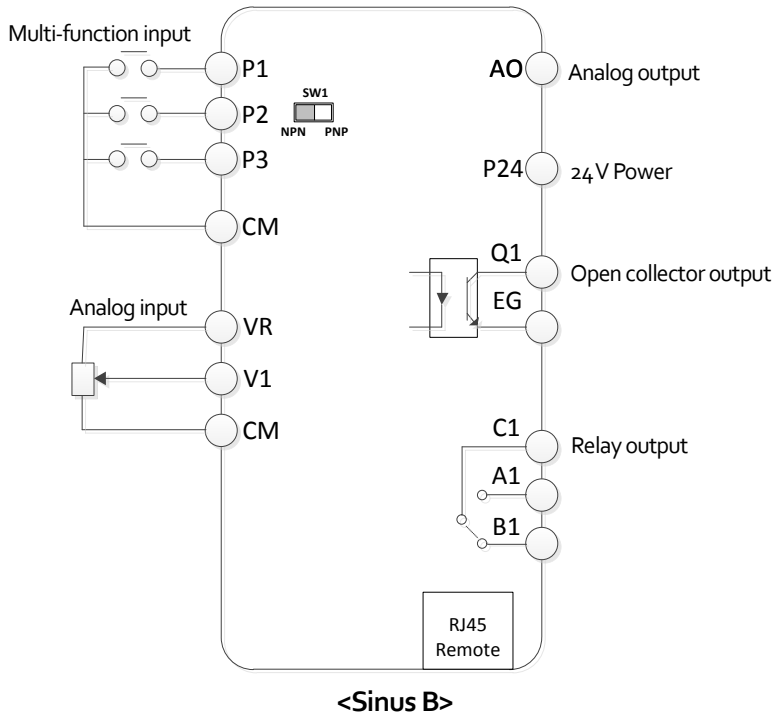 Multi-function input
P1
SW1
P2
NPN PNP
P3
CM
Analog input
VR
V1
CM
AO Analog output
P24 24V Power
Q1
Open collector output
EG
C1
Relay output
A1
B1
RJ45
Remote
<Sinus B>